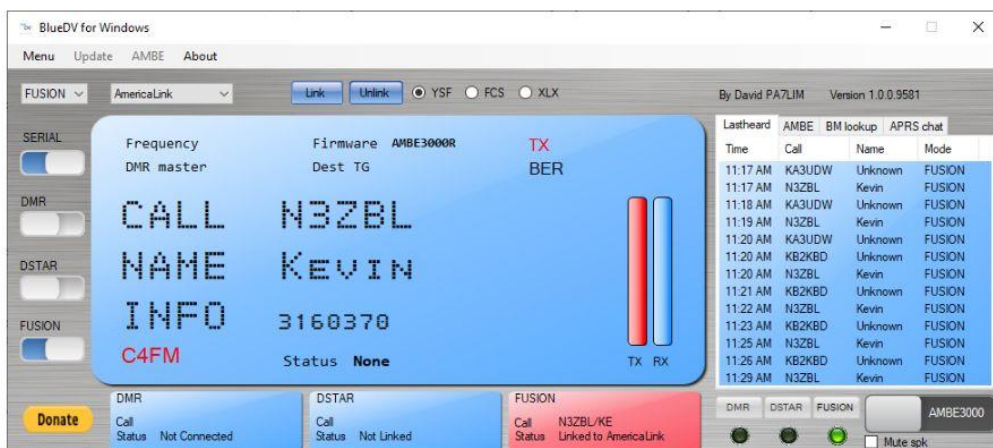 BlueDV for Windows
Menu Update AMBE About
FUSION AmericaLink Link Unlink YSF FCS XLX By David PA7LIM Version 1.0.0.9581
SERIAL
DMR
DSTAR
FUSION
Donate
Frequency Firmware AMBE3000R TX
DMR master Dest TG BER
CALL N3ZBL
NAME KEVIN
INFO 3160370
C4FM Status None TX RX
DMR
Call
Status Not Connected
DSTAR
Call
Status Not Linked
FUSION
Call N3ZBL/KE
Status Linked to AmericaLink
Lastheard AMBE BM lookup APRS chat
Time Call Name Mode
11:17 AM KA3UDW Unknown FUSION
11:17 AM N3ZBL Kevin FUSION
11:18 AM KA3UDW Unknown FUSION
11:19 AM N3ZBL Kevin FUSION
11:20 AM KA3UDW Unknown FUSION
11:20 AM KB2KBD Unknown FUSION
11:20 AM N3ZBL Kevin FUSION
11:21 AM KB2KBD Unknown FUSION
11:22 AM N3ZBL Kevin FUSION
11:23 AM KB2KBD Unknown FUSION
11:25 AM N3ZBL Kevin FUSION
11:26 AM KB2KBD Unknown FUSION
11:29 AM N3ZBL Kevin FUSION
DMR DSTAR FUSION AMBE3000
Mute spk